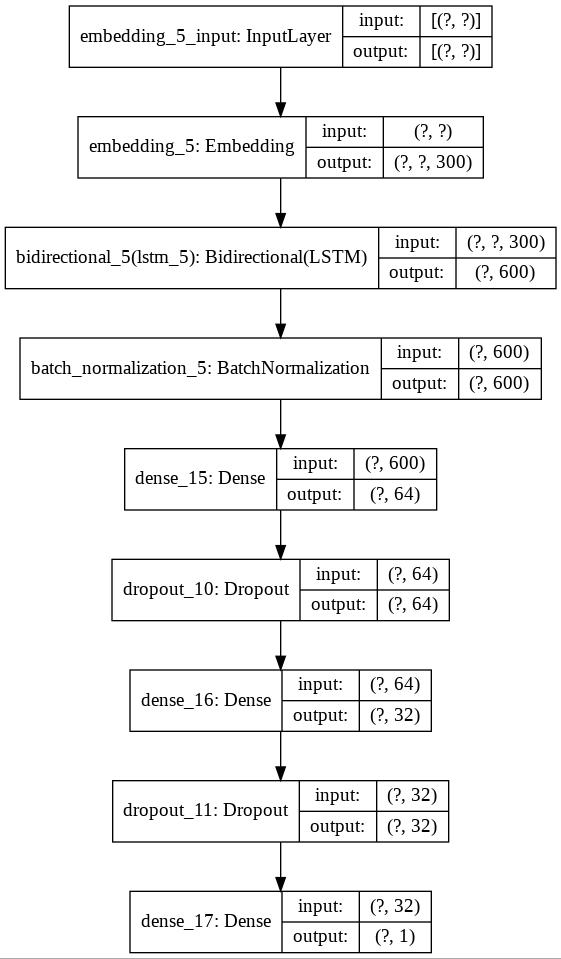 embedding_5_input: InputLayer
input: [(?, ?)]
output: [(?, ?)]
embedding_5: Embedding
input: (?, ?)
output: (?, ?, 300)
bidirectional_5(lstm_5): Bidirectional(LSTM)
input: (?, ?, 300)
output: (?, 600)
batch_normalization_5: BatchNormalization
input: (?, 600)
output: (?, 600)
dense_15: Dense
input: (?, 600)
output: (?, 64)
dropout_10: Dropout
input: (?, 64)
output: (?, 64)
dense_16: Dense
input: (?, 64)
output: (?, 32)
dropout_11: Dropout
input: (?, 32)
output: (?, 32)
dense_17: Dense
input: (?, 32)
output: (?, 1)